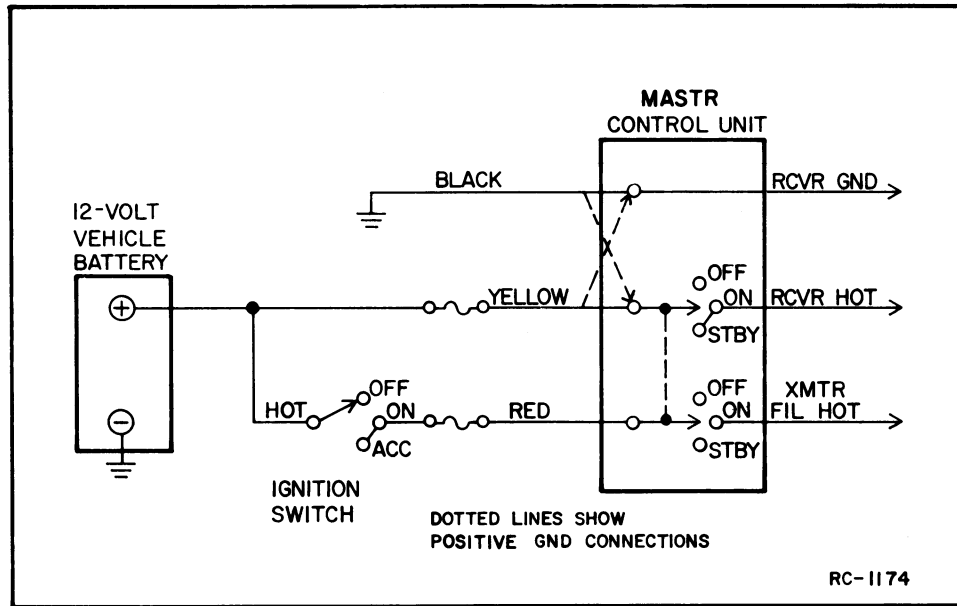 MASTR
CONTROL UNIT
BLACK
RCVR GND
12-VOLT
VEHICLE
BATTERY
OFF
+
YELLOW
ON
RCVR HOT
STBY
OFF
OFF
XMTR
HOT
ON
RED
ON
FIL HOT
−
ACC
STBY
IGNITION
SWITCH
DOTTED LINES SHOW
POSITIVE GND CONNECTIONS
RC-1174